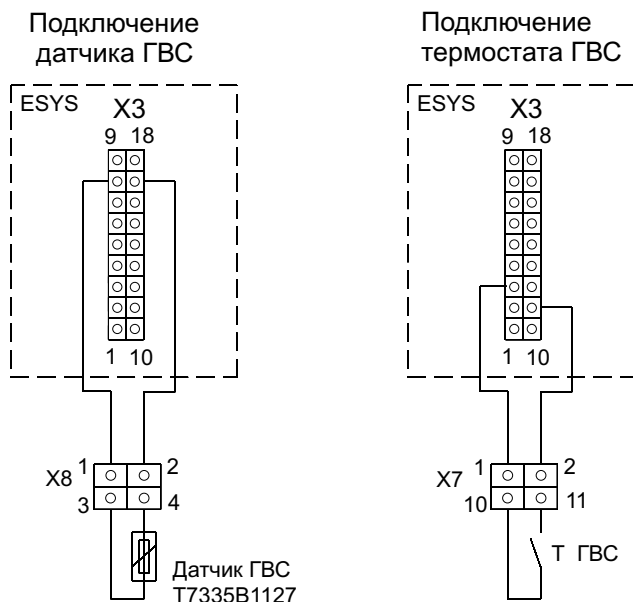 Подключение
датчика ГВС
ESYS
X3
9 18
1 10
X8
1
2
3
4
Датчик ГВС
T7335B1127
Подключение
термостата ГВС
ESYS
X3
9 18
1 10
X7
1
2
10
11
Т ГВС